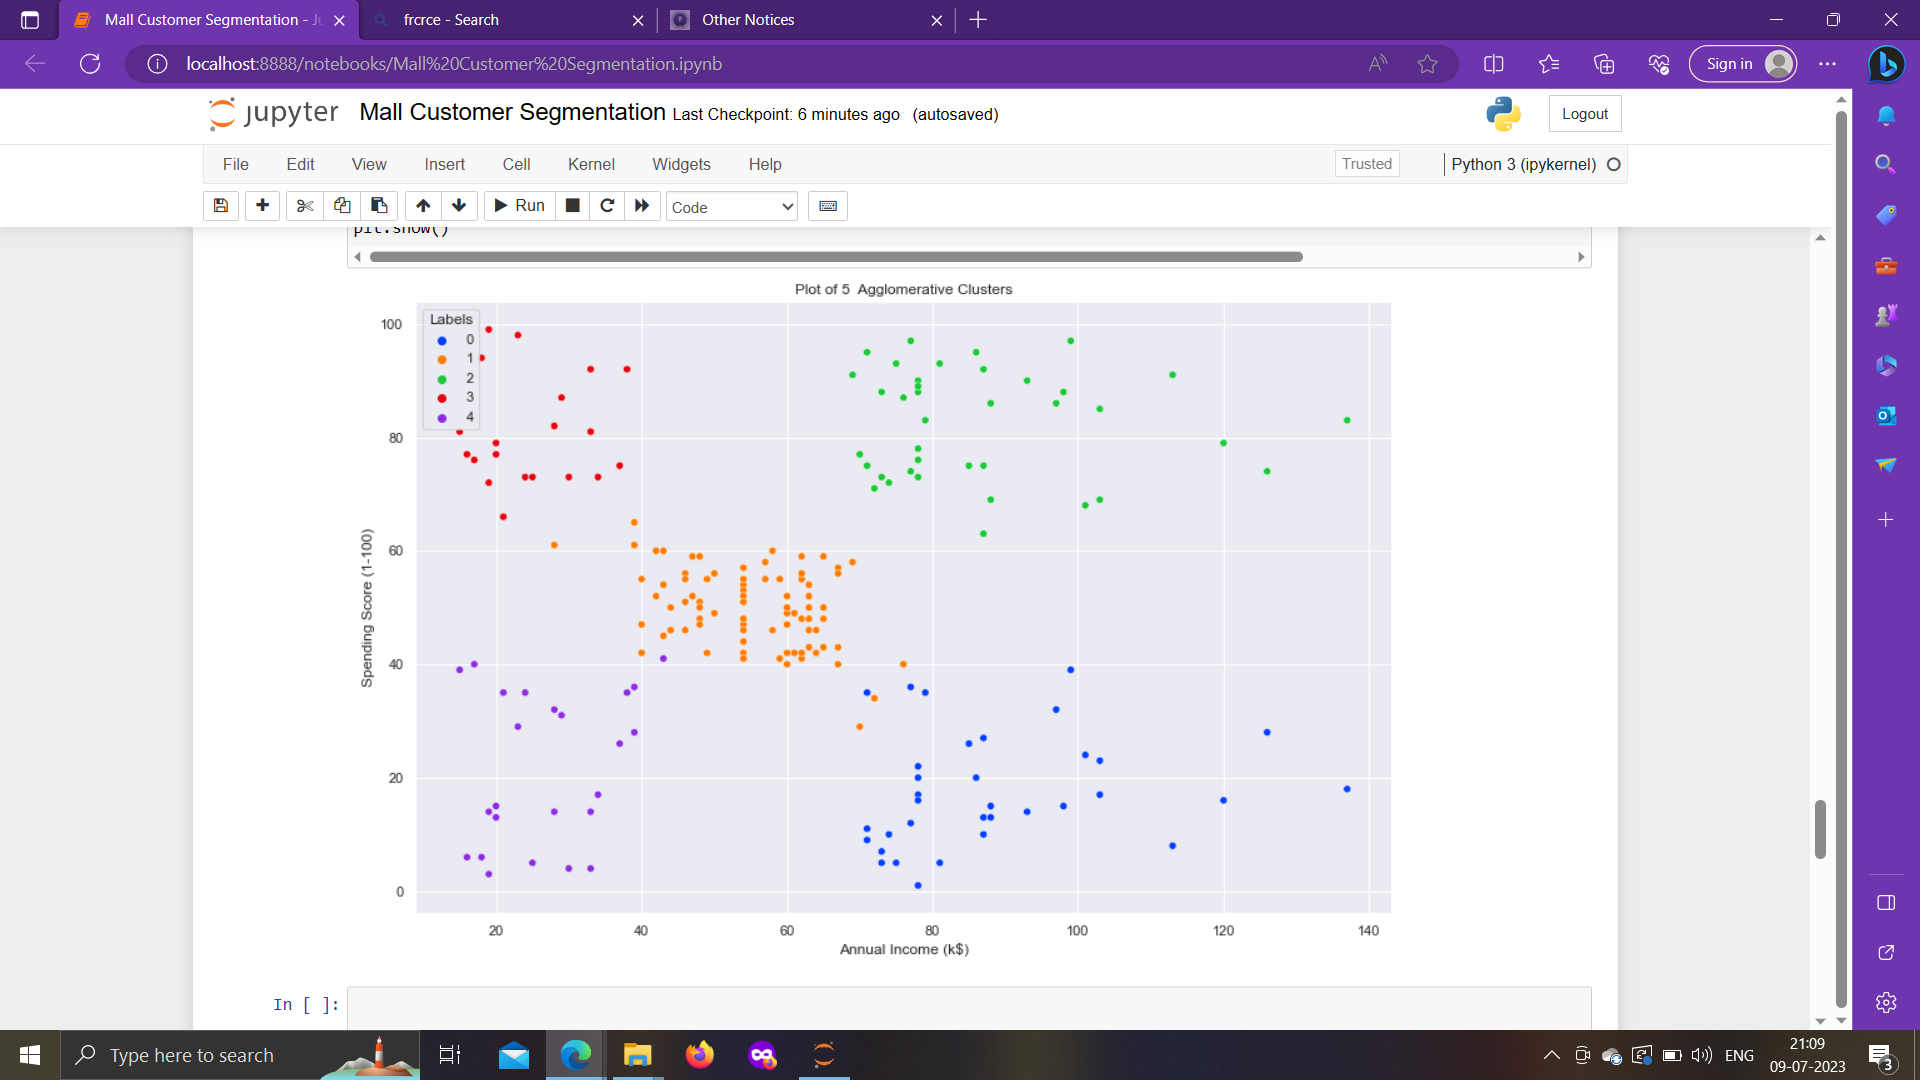 Mall Customer Segmentation - Ju
frcrce - Search
Other Notices
localhost:8888/notebooks/Mall%20Customer%20Segmentation.ipynb
Sign in
jupyter Mall Customer Segmentation Last Checkpoint: 6 minutes ago (autosaved)
Logout
File Edit View Insert Cell Kernel Widgets Help
Trusted
Python 3 (ipykernel)
Run
Code
plt.show()
Plot of 5 Agglomerative Clusters
Labels
0
1
2
3
4
100
80
60
40
20
0
Spending Score (1-100)
20 40 60 80 100 120 140
Annual Income (k$)
In [ ]:
Type here to search
ENG
21:09
09-07-2023
3